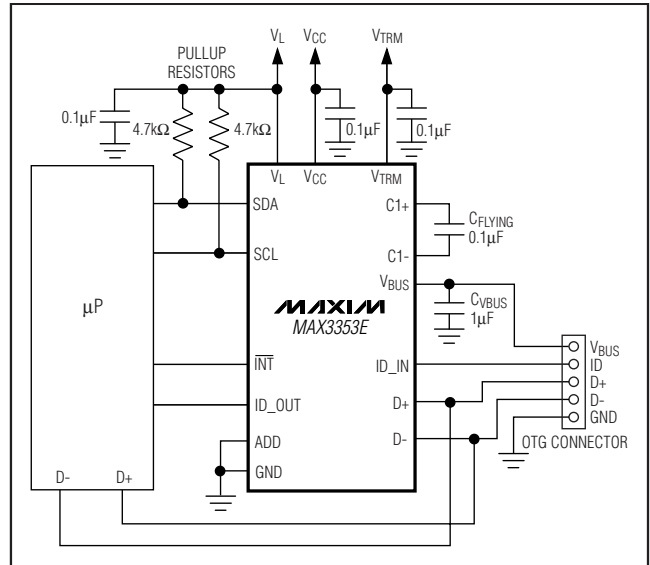 VL VCC VTRM
PULLUP
RESISTORS
0.1µF 4.7kΩ 4.7kΩ 0.1µF 0.1µF
VL VCC VTRM
SDA C1+
CFLYING
0.1µF
SCL C1-
VBUS
µP MAXIM
MAX3353E
CVBUS
1µF
VBUS
INT ID_IN ID
D+
ID_OUT D+ D-
GND
ADD D- OTG CONNECTOR
GND
D- D+